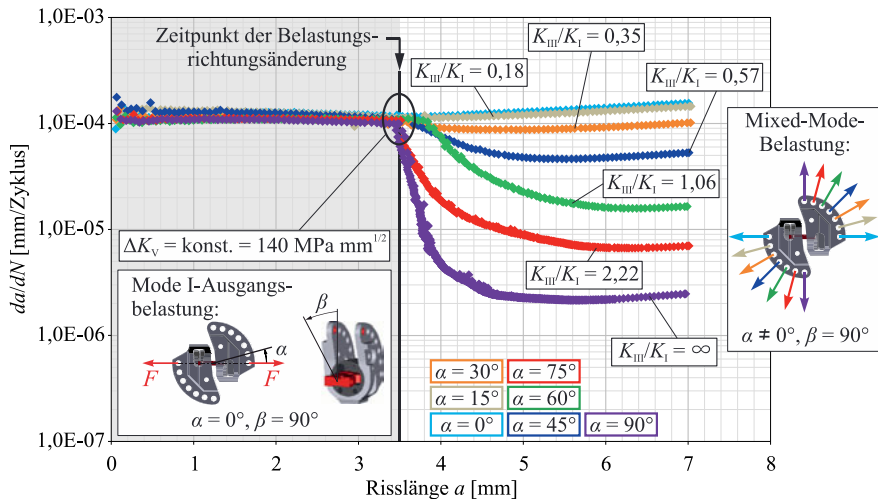 1,0E-03
1,0E-04
1,0E-05
1,0E-06
1,0E-07
da/dN [mm/Zyklus]
Zeitpunkt der Belastungs-
richtungsänderung
K_III/K_I = 0,18
K_III/K_I = 0,35
K_III/K_I = 0,57
K_III/K_I = 1,06
K_III/K_I = 2,22
K_III/K_I = ∞
ΔK_V = konst. = 140 MPa mm^1/2
Mode I-Ausgangs-
belastung:
β
α
F
F
α = 0°, β = 90°
Mixed-Mode-
Belastung:
α ≠ 0°, β = 90°
α = 30°
α = 75°
α = 15°
α = 60°
α = 0°
α = 45°
α = 90°
0 1 2 3 4 5 6 7 8
Risslänge a [mm]